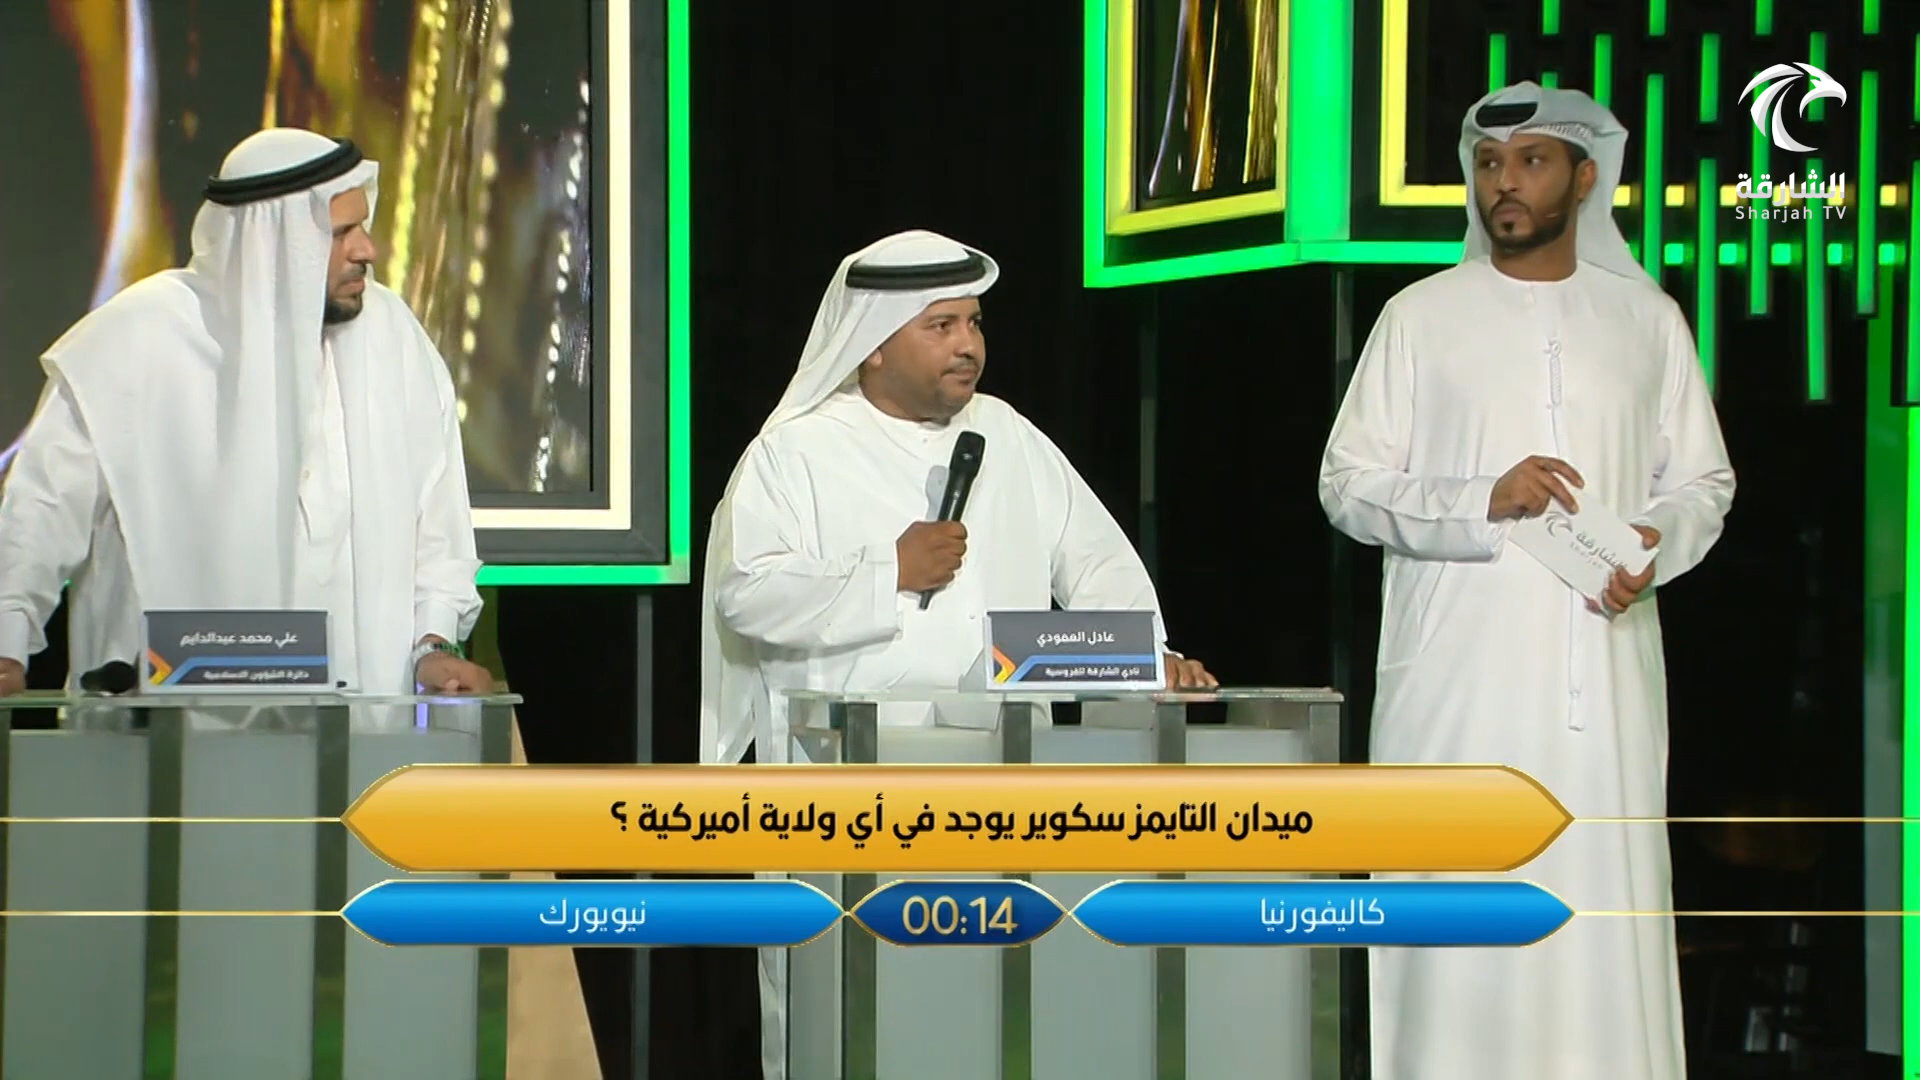 الشارقة
Sharjah TV
علي محمد عبدالدايم
دائرة الشؤون الاسلامية
عادل العمودي
نادي الشارقة للفروسية
ميدان التايمز سكوير يوجد في أي ولاية أميركية ؟
كاليفورنيا
00:14
نيويورك